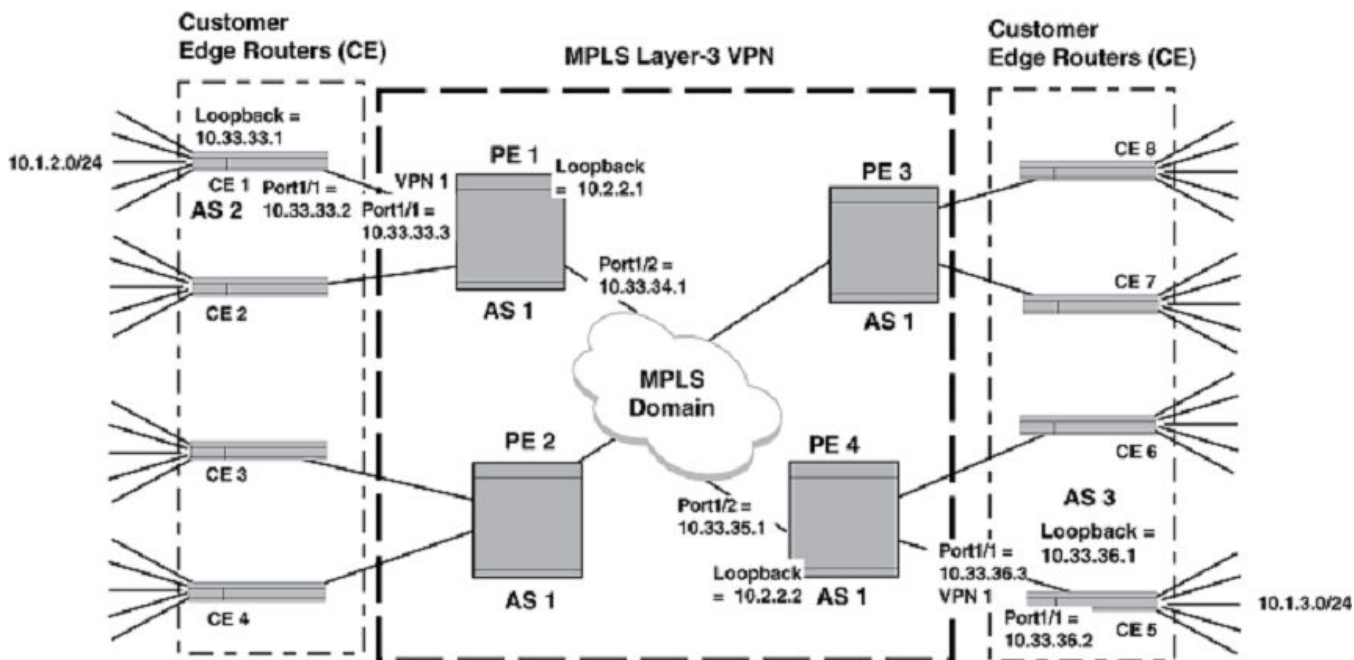 Customer
Edge Routers (CE)
MPLS Layer-3 VPN
Customer
Edge Routers (CE)
Loopback =
10.33.33.1
10.1.2.0/24
CE 1
AS 2
Port1/1 =
10.33.33.2
VPN 1
Port1/1 =
10.33.33.3
PE 1
Loopback
= 10.2.2.1
AS 1
Port1/2 =
10.33.34.1
CE 2
PE 3
AS 1
CE 8
CE 7
MPLS
Domain
CE 3
CE 4
PE 2
AS 1
Port1/2 =
10.33.35.1
PE 4
Loopback
= 10.2.2.2
AS 1
CE 6
AS 3
Loopback =
10.33.36.1
Port1/1 =
10.33.36.3
VPN 1
Port1/1 =
10.33.36.2
CE 5
10.1.3.0/24